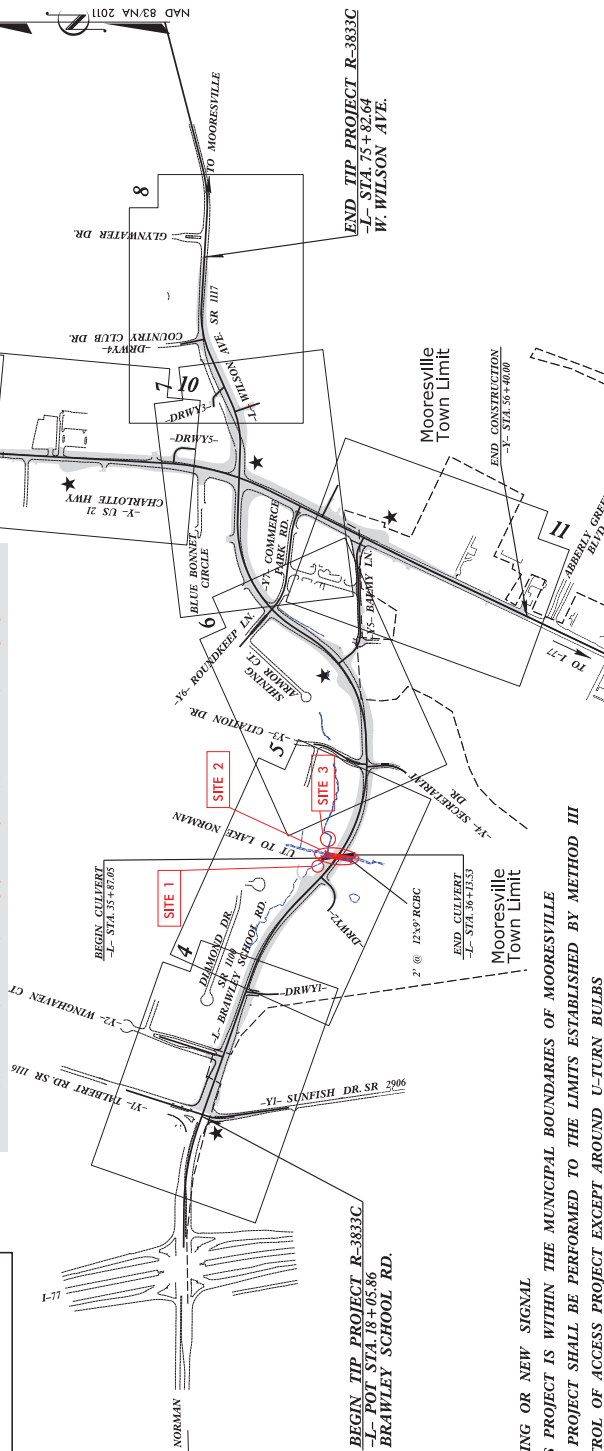 NAD 83/NA 2011
TO MOORESVILLE
END TIP PROJECT R–3833C
–L– STA. 75 + 82.64
W. WILSON AVE.
8
GLYNWATER DR.
SR 1117
COUNTRY CLUB DR.
–DRWY4–
–L– WILSON AVE.
7
10
–DRWY3–
–DRWY5–
–Y– US 21
CHARLOTTE HWY
Mooresville
Town Limit
END CONSTRUCTION
–Y– STA. 56 + 40.00
11
ABBERLY GREEN
BLVD
TO I–77
BLUE BONNET
CIRCLE
–Y7– COMMERCE
PARK RD.
–Y5– BALMY LN.
6
–Y6– ROUNDKEEP LN.
SHINING
ARMOR CT.
–Y3– CITATION DR.
5
–Y4– SECRETARIAT
DR.
SITE 2
SITE 3
SITE 1
UT TO LAKE NORMAN
BEGIN CULVERT
–L– STA. 35 + 87.05
END CULVERT
–L– STA. 36 + 13.53
2' @ 12'x9' RCBC
Mooresville
Town Limit
–DRWY2–
DIAMOND DR.
SR 1100
–L– BRAWLEY SCHOOL RD.
4
–DRWY1–
–Y2– WINGHAVEN CT
–Y1– TALBERT RD. SR 1116
–Y1– SUNFISH DR. SR 2906
BEGIN TIP PROJECT R–3833C
–L– POT STA. 18 + 05.86
BRAWLEY SCHOOL RD.
I–77
NORMAN
ING OR NEW SIGNAL
S PROJECT IS WITHIN THE MUNICIPAL BOUNDARIES OF MOORESVILLE
PROJECT SHALL BE PERFORMED TO THE LIMITS ESTABLISHED BY METHOD III
TROL OF ACCESS PROJECT EXCEPT AROUND U–TURN BULBS